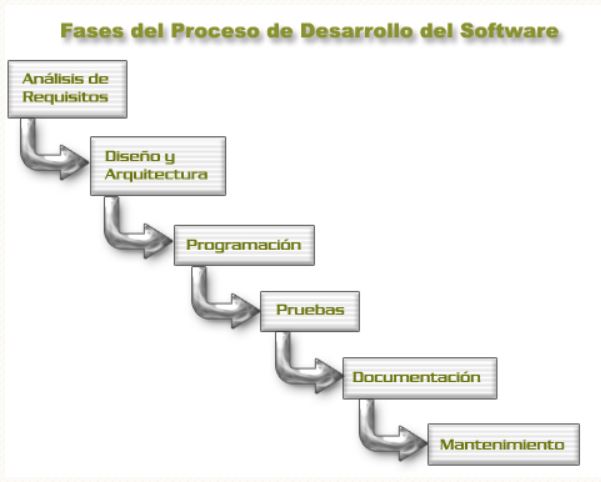 Fases del Proceso de Desarrollo del Software
Análisis de
Requisitos
Diseño y
Arquitectura
Programación
Pruebas
Documentación
Mantenimiento